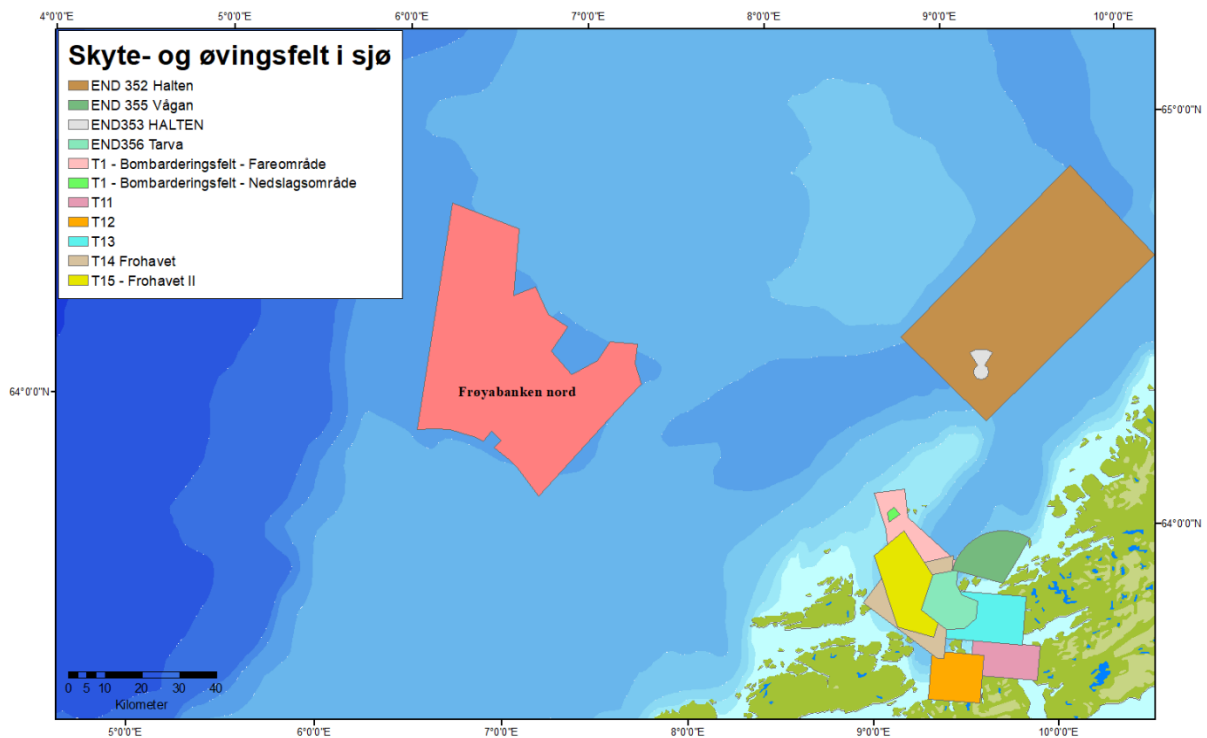 4°0'0"E 5°0'0"E 6°0'0"E 7°0'0"E 8°0'0"E 9°0'0"E 10°0'0"E
Skyte- og øvingsfelt i sjø
END 352 Halten
END 355 Vågan
END353 HALTEN
END356 Tarva
T1 - Bombarderingsfelt - Fareområde
T1 - Bombarderingsfelt - Nedslagsområde
T11
T12
T13
T14 Frohavet
T15 - Frohavet II
65°0'0"N
64°0'0"N
Frøyabanken nord
64°0'0"N
0 5 10 20 30 40
Kilometer
5°0'0"E 6°0'0"E 7°0'0"E 8°0'0"E 9°0'0"E 10°0'0"E